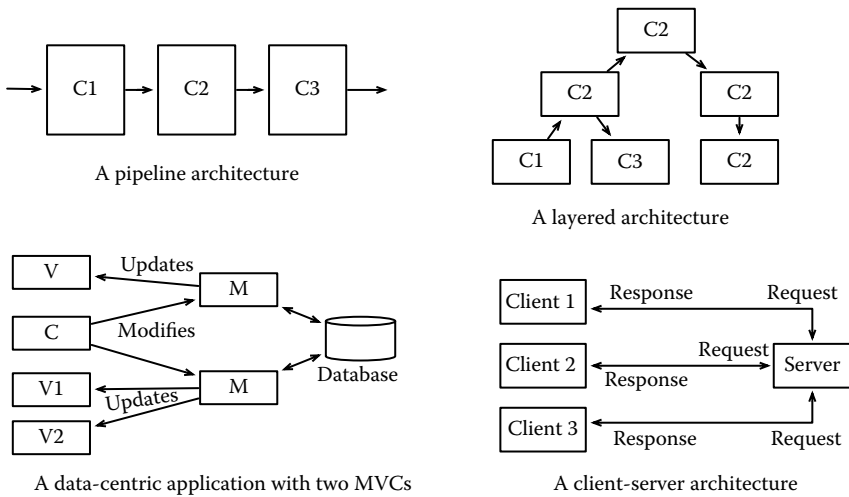 C1
C2
C3
A pipeline architecture
C2
C2
C2
C1
C3
C2
A layered architecture
V
Updates
M
C
Modifies
V1
Updates
M
V2
Database
A data-centric application with two MVCs
Client 1
Response
Request
Client 2
Request
Response
Server
Client 3
Response
Request
A client-server architecture